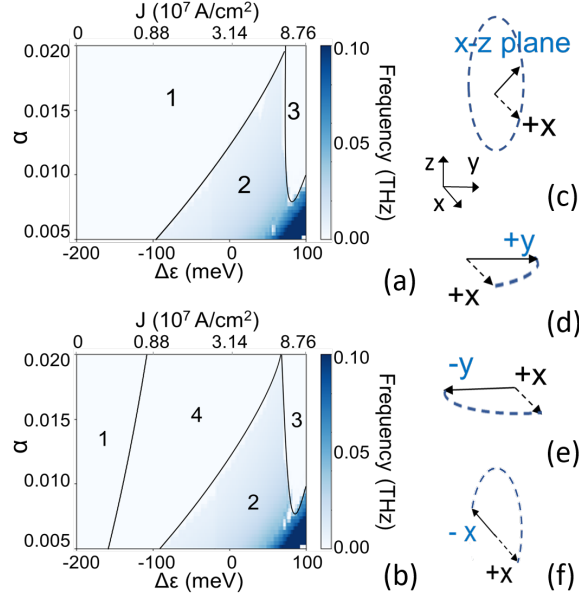 J (10⁷ A/cm²)
0 0.88 3.14 8.76
0.020
0.015
0.010
0.005
α
1
2
3
-200 -100 0 100
Δε (meV)
0.10
0.05
0.00
Frequency (THz)
(a)
x-z plane
+x
z
y
x
(c)
+y
+x
(d)
J (10⁷ A/cm²)
0 0.88 3.14 8.76
0.020
0.015
0.010
0.005
α
1
4
3
2
-200 -100 0 100
Δε (meV)
0.10
0.05
0.00
Frequency (THz)
(b)
-y
+x
(e)
- x
+x
(f)